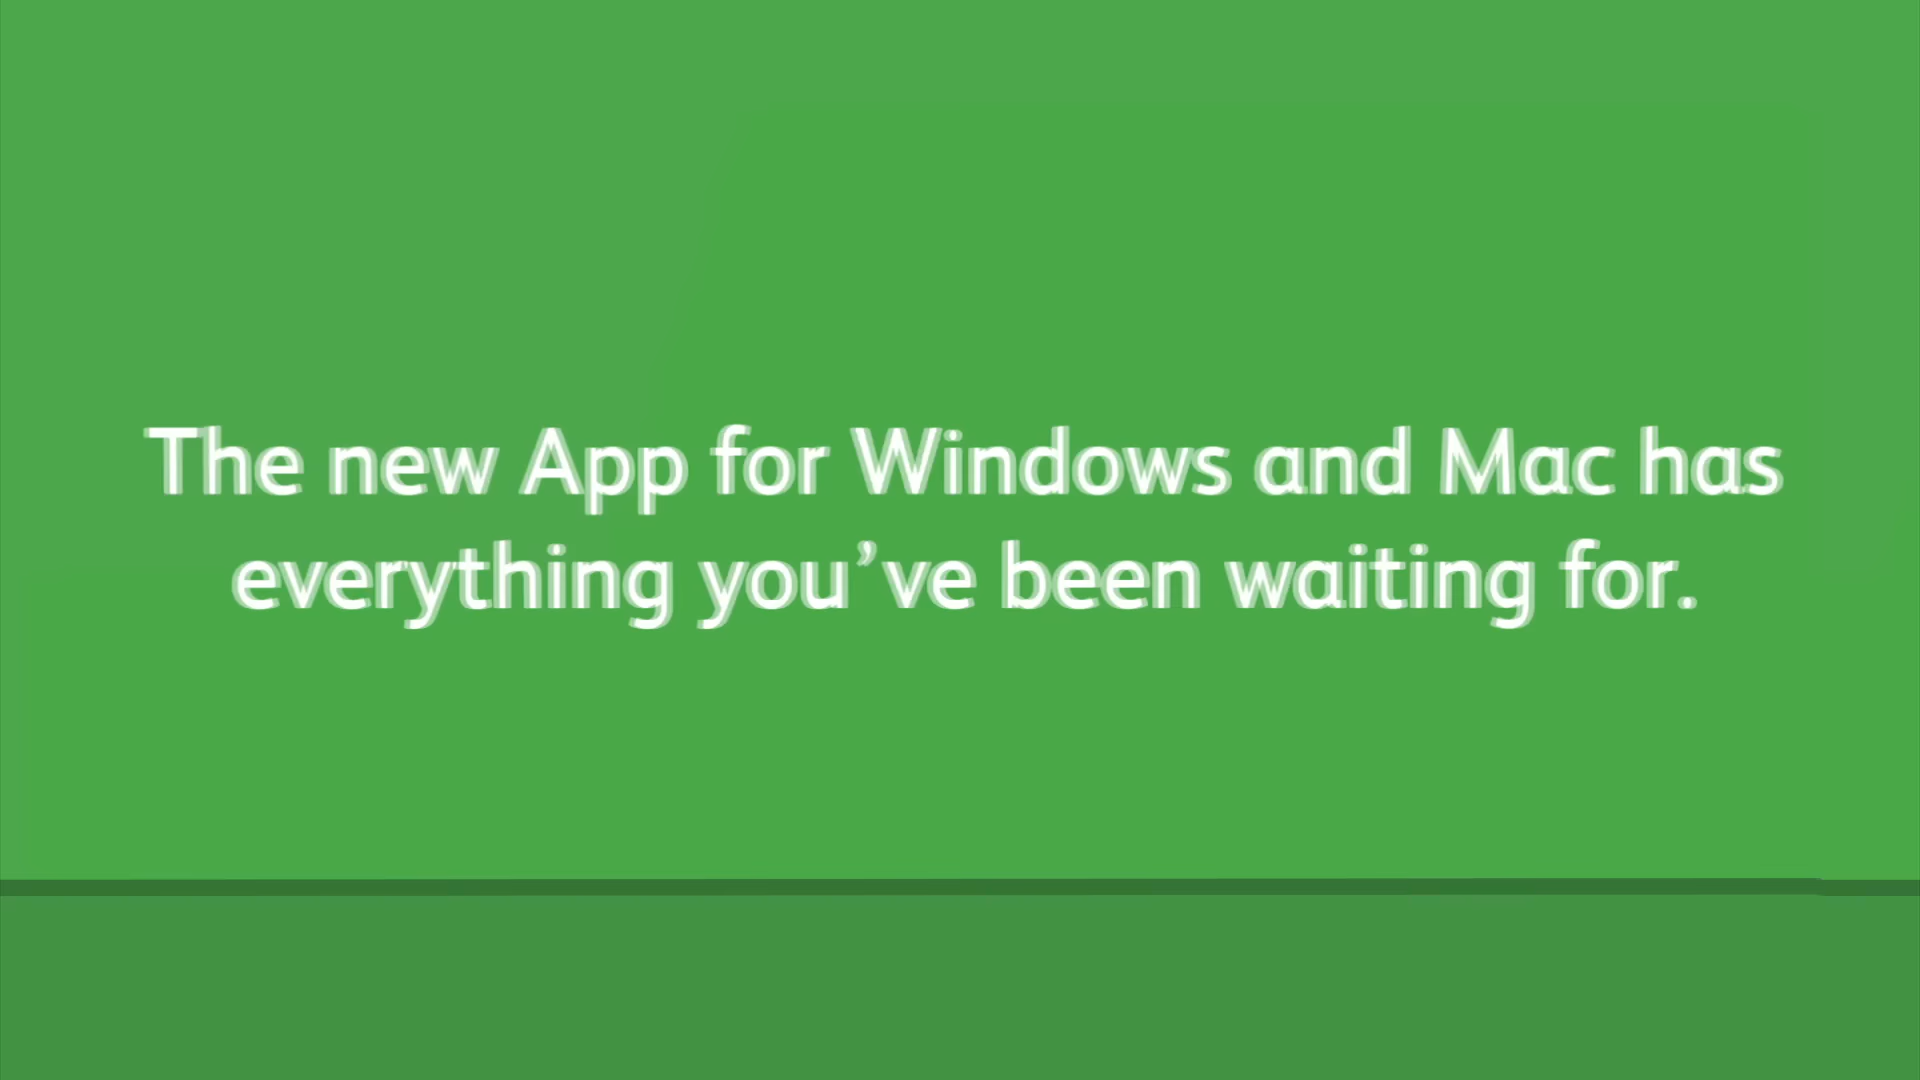 The new App for Windows and Mac has
everything you’ve been waiting for.